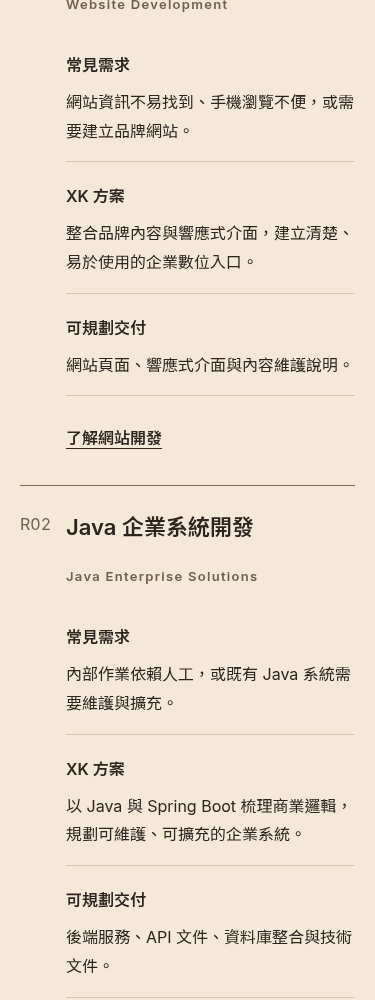 Website Development
常見需求
網站資訊不易找到、手機瀏覽不便，或需
要建立品牌網站。
XK 方案
整合品牌內容與響應式介面，建立清楚、
易於使用的企業數位入口。
可規劃交付
網站頁面、響應式介面與內容維護說明。
了解網站開發
R02 Java 企業系統開發
Java Enterprise Solutions
常見需求
內部作業依賴人工，或既有 Java 系統需
要維護與擴充。
XK 方案
以 Java 與 Spring Boot 梳理商業邏輯，
規劃可維護、可擴充的企業系統。
可規劃交付
後端服務、API 文件、資料庫整合與技術
文件。